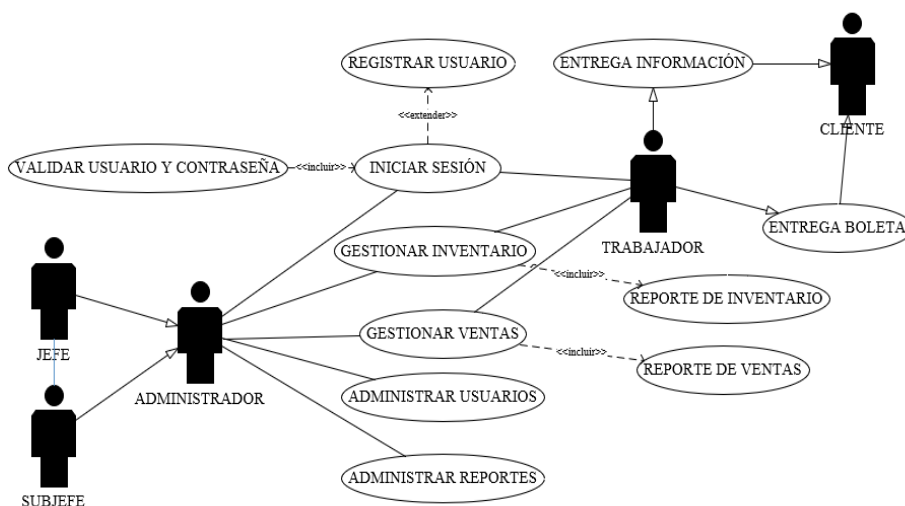 REGISTRAR USUARIO
ENTREGA INFORMACIÓN
<<extender>>
CLIENTE
VALIDAR USUARIO Y CONTRASEÑA
<<incluir>>
INICIAR SESIÓN
ENTREGA BOLETA
GESTIONAR INVENTARIO
TRABAJADOR
<<incluir>>
REPORTE DE INVENTARIO
GESTIONAR VENTAS
JEFE
<<incluir>>
REPORTE DE VENTAS
ADMINISTRADOR
ADMINISTRAR USUARIOS
ADMINISTRAR REPORTES
SUBJEFE